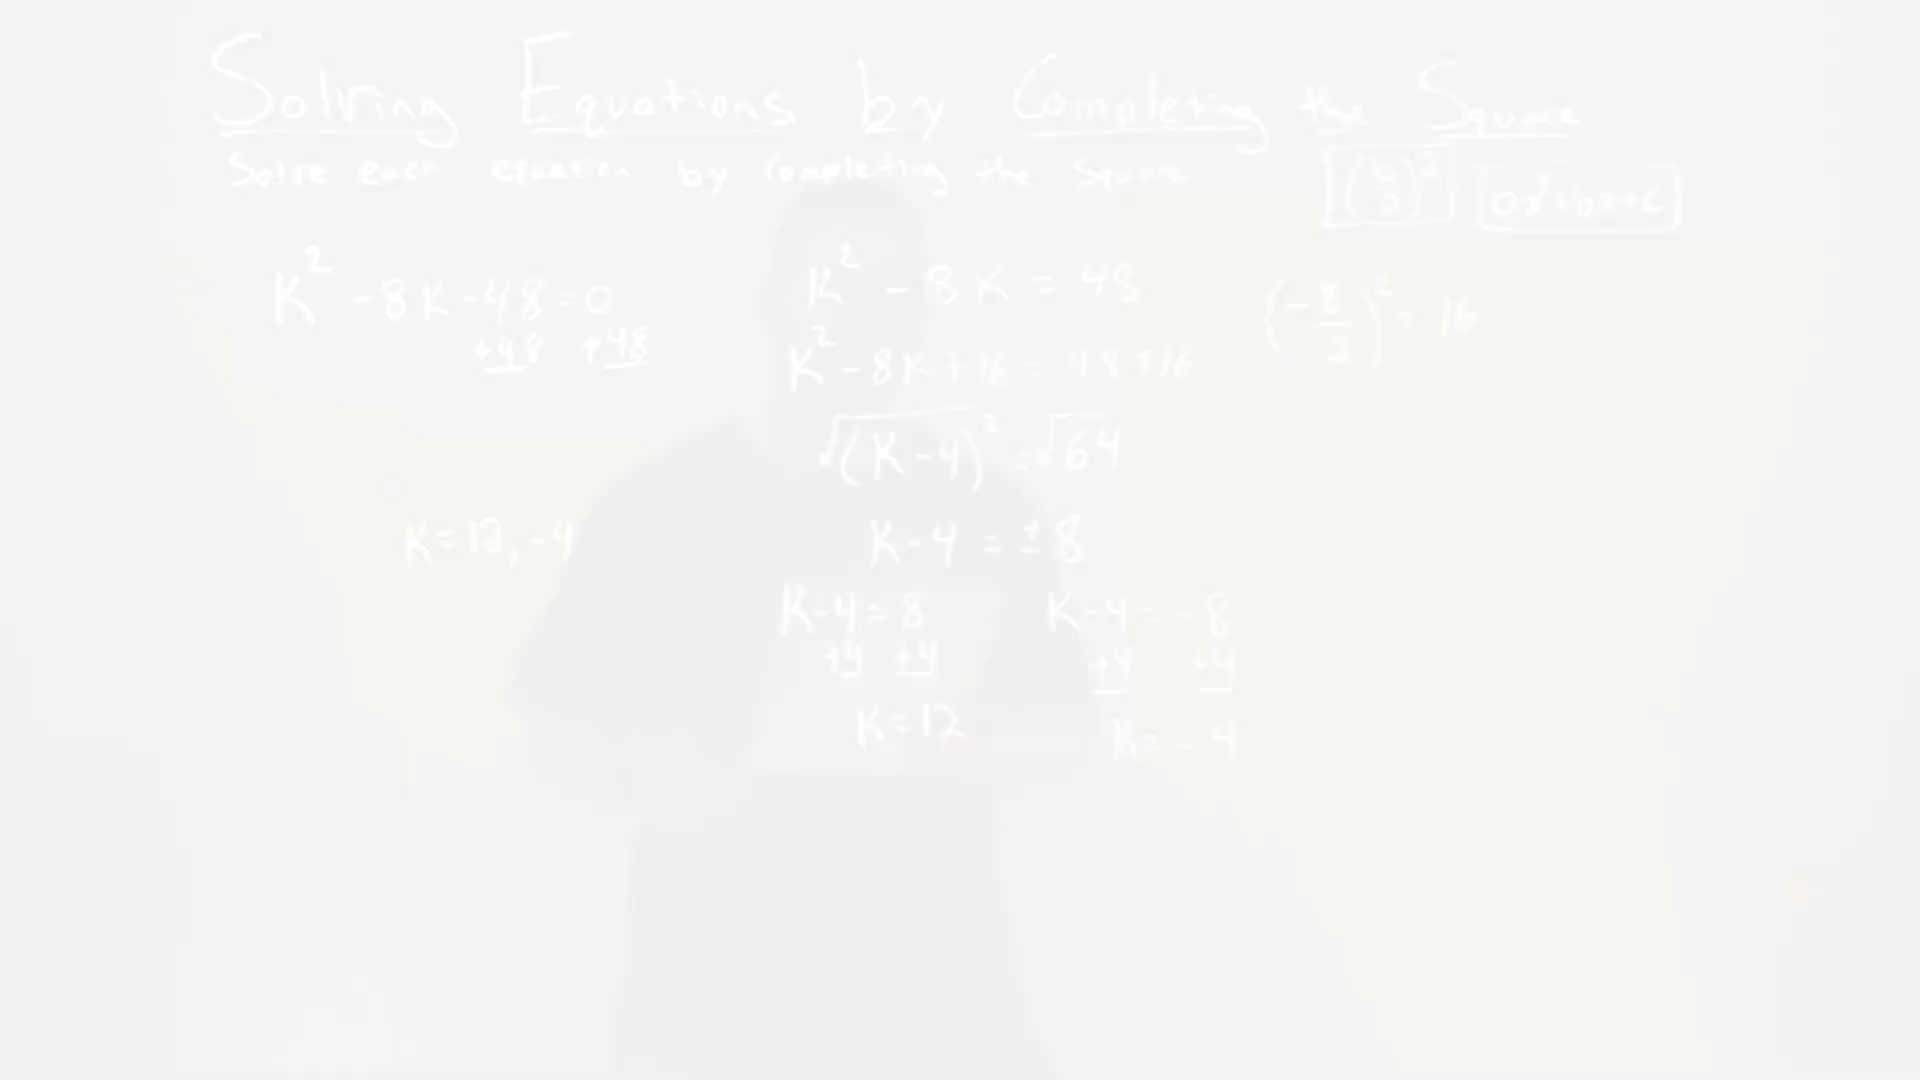 Solving Equations by Completing the Square
Solve each equation by completing the square
(b/2)² ax²+bx+c
K² -8K-48=0
+48 +48
K² - 8K = 48
(-8/2)² = 16
K² - 8K + 16 = 48 + 16
√(K-4)² = √64
K-4 = ±8
K=12, -4
K-4=8 K-4=-8
+4 +4 +4 +4
K=12 K=-4